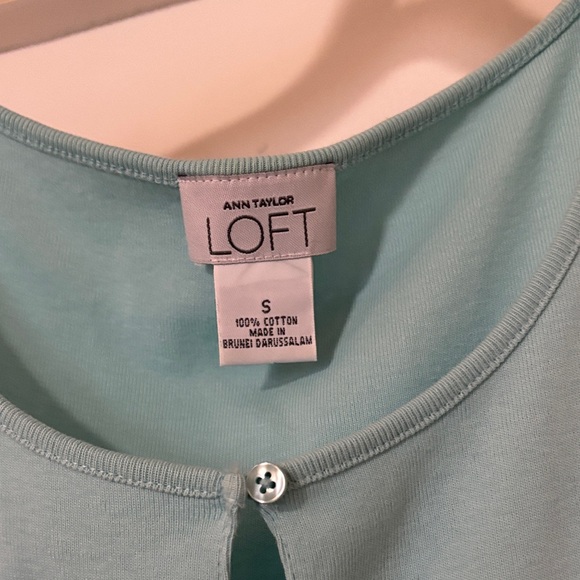 ANN TAYLOR
LOFT
S
100% COTTON
MADE IN
BRUNEI DARUSSALAM